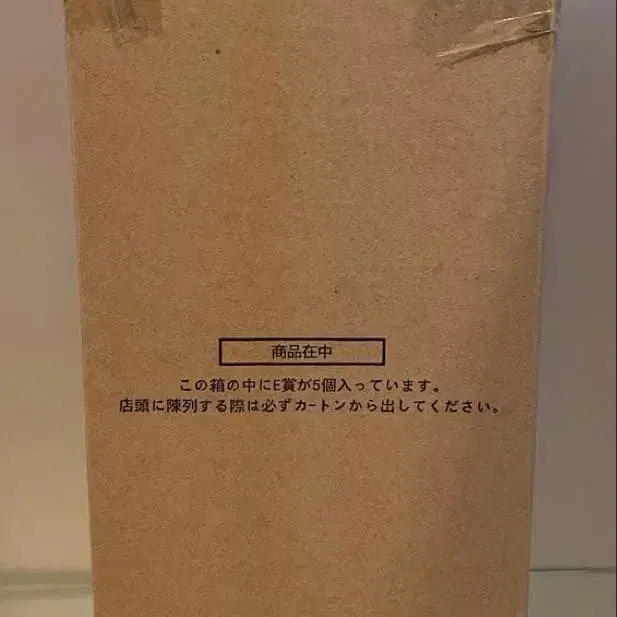 商品在中
この箱の中にE賞が5個入っています。
店頭に陳列する際は必ずカートンから出してください。